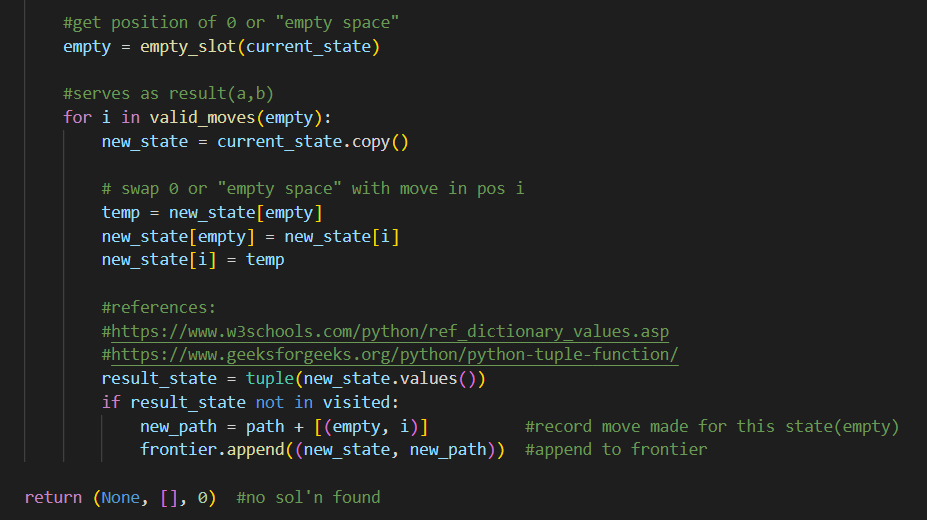 #get position of 0 or "empty space"
empty = empty_slot(current_state)
#serves as result(a,b)
for i in valid_moves(empty):
new_state = current_state.copy()
# swap 0 or "empty space" with move in pos i
temp = new_state[empty]
new_state[empty] = new_state[i]
new_state[i] = temp
#references:
#https://www.w3schools.com/python/ref_dictionary_values.asp
#https://www.geeksforgeeks.org/python/python-tuple-function/
result_state = tuple(new_state.values())
if result_state not in visited:
new_path = path + [(empty, i)] #record move made for this state(empty)
frontier.append((new_state, new_path)) #append to frontier
return (None, [], 0) #no sol'n found